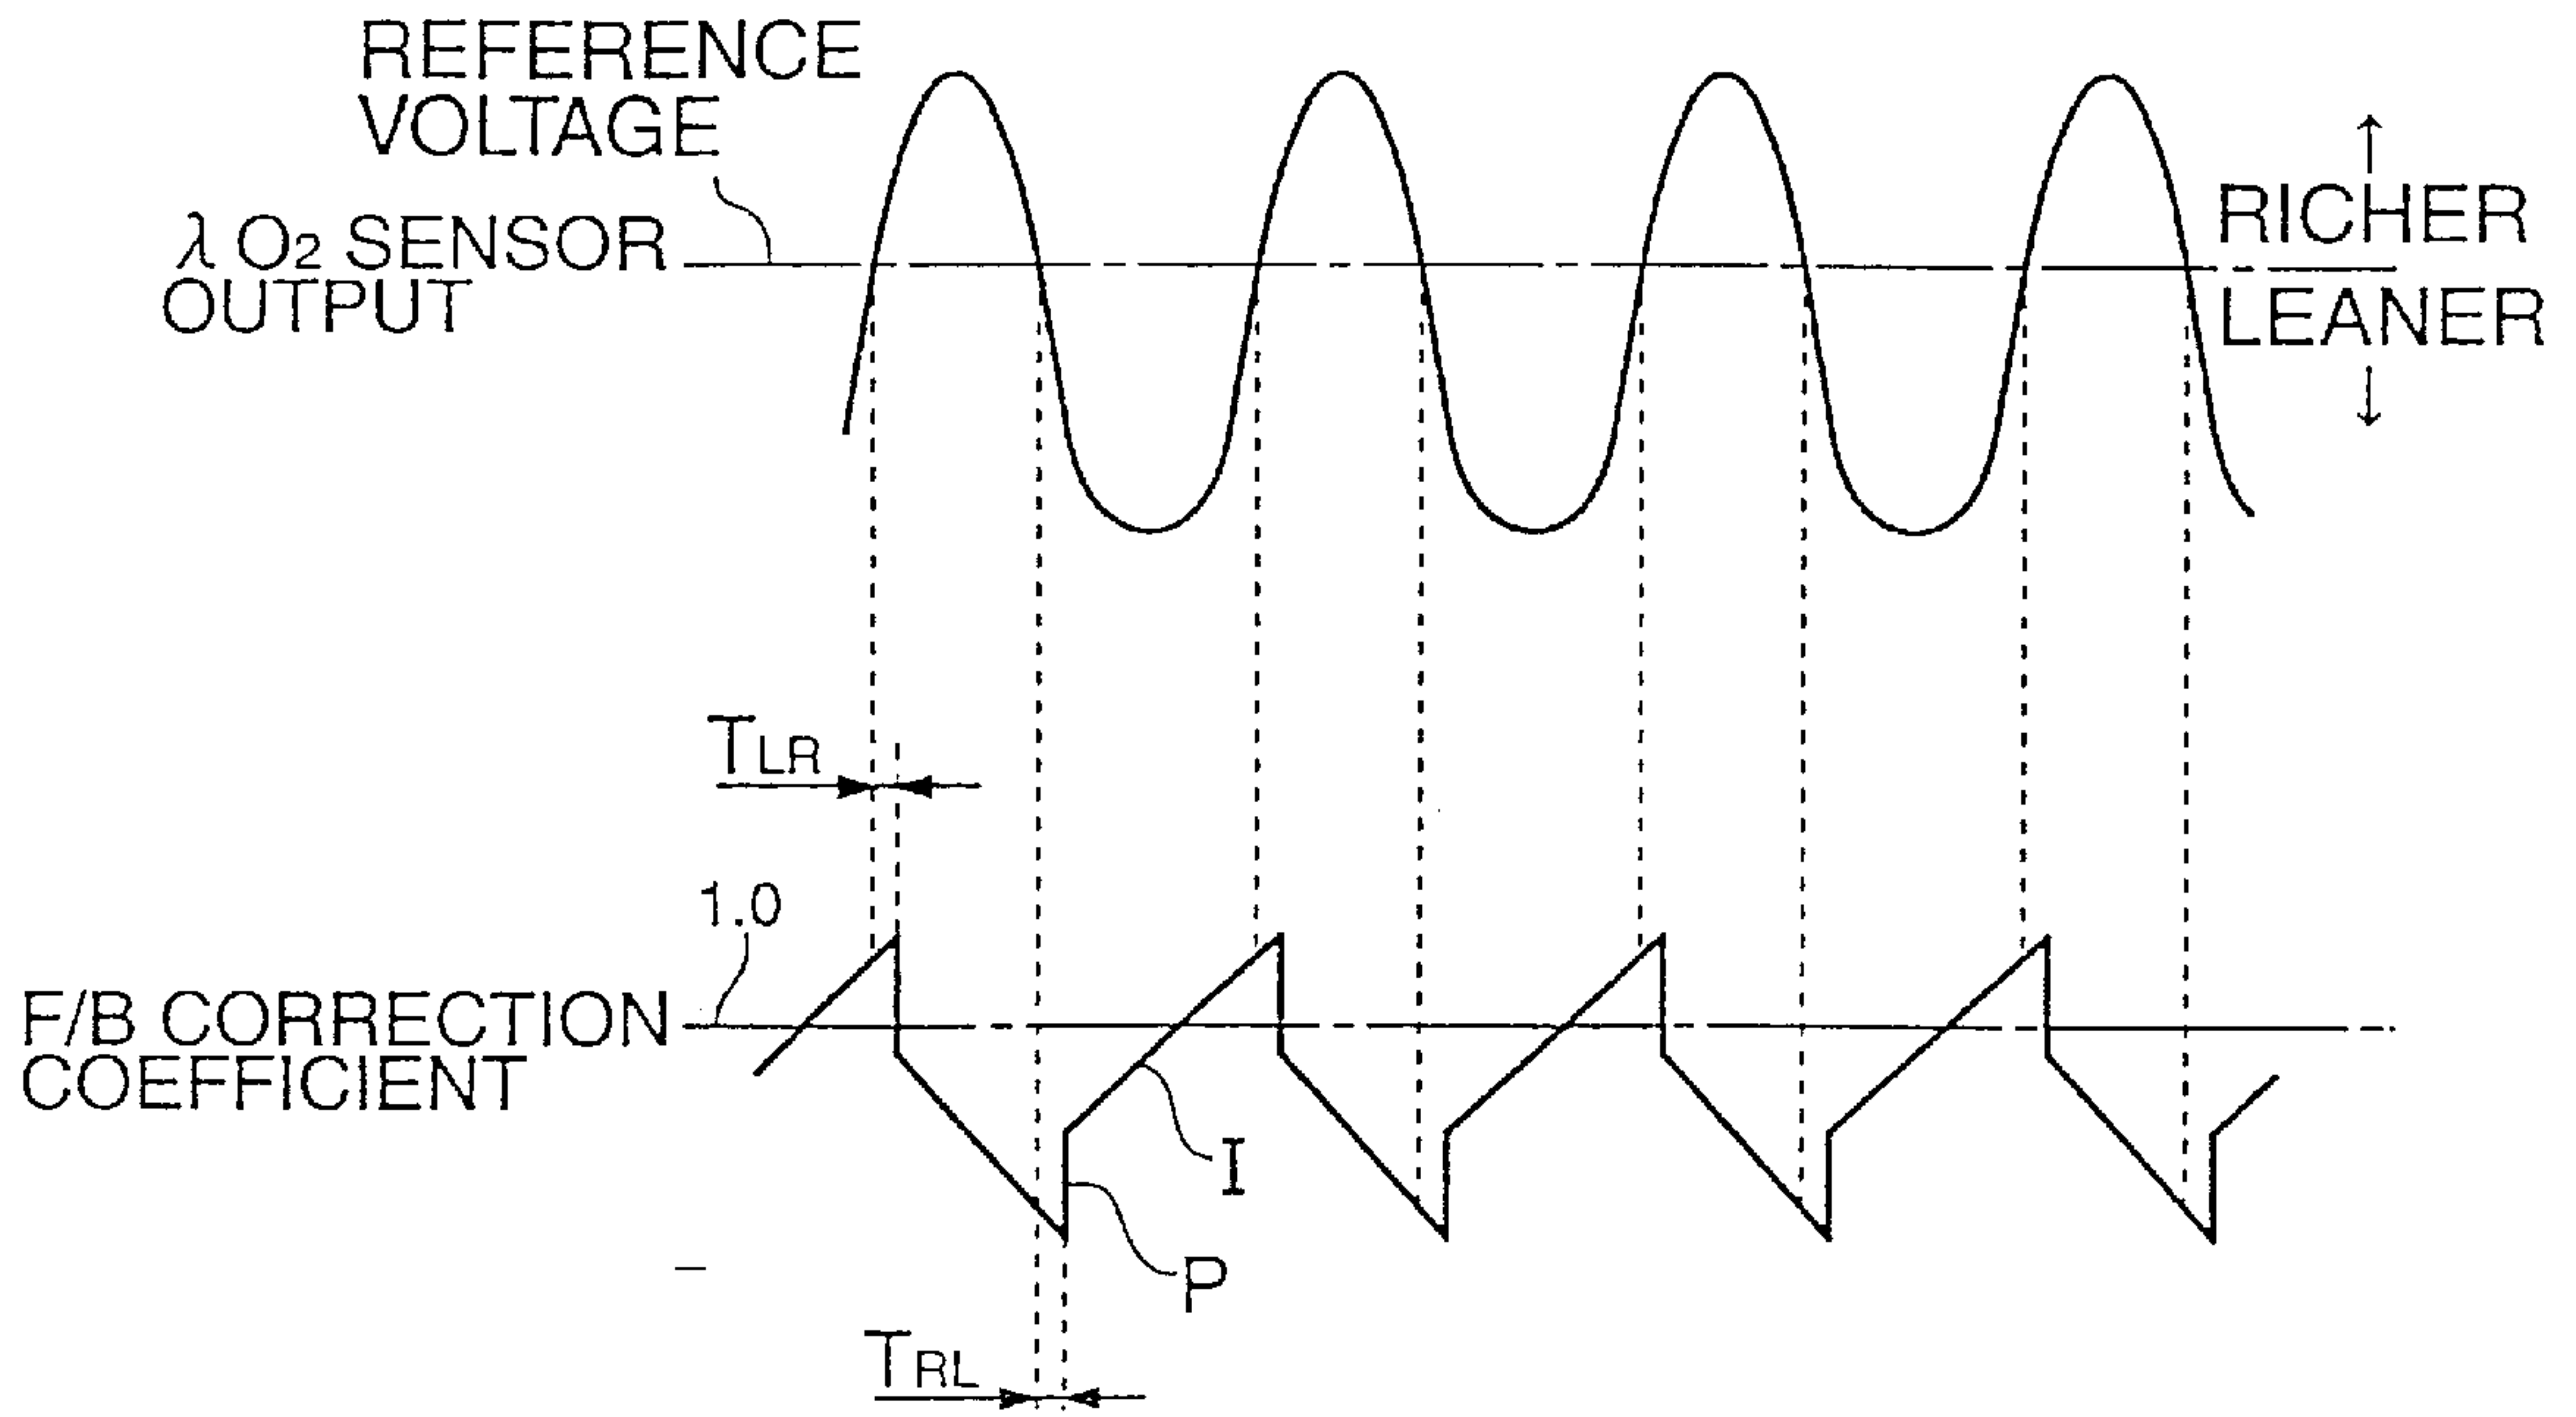 REFERENCE
VOLTAGE
λ O2 SENSOR
OUTPUT
↑
RICHER
LEANER
↓
TLR
1.0
F/B CORRECTION
COEFFICIENT
I
P
TRL